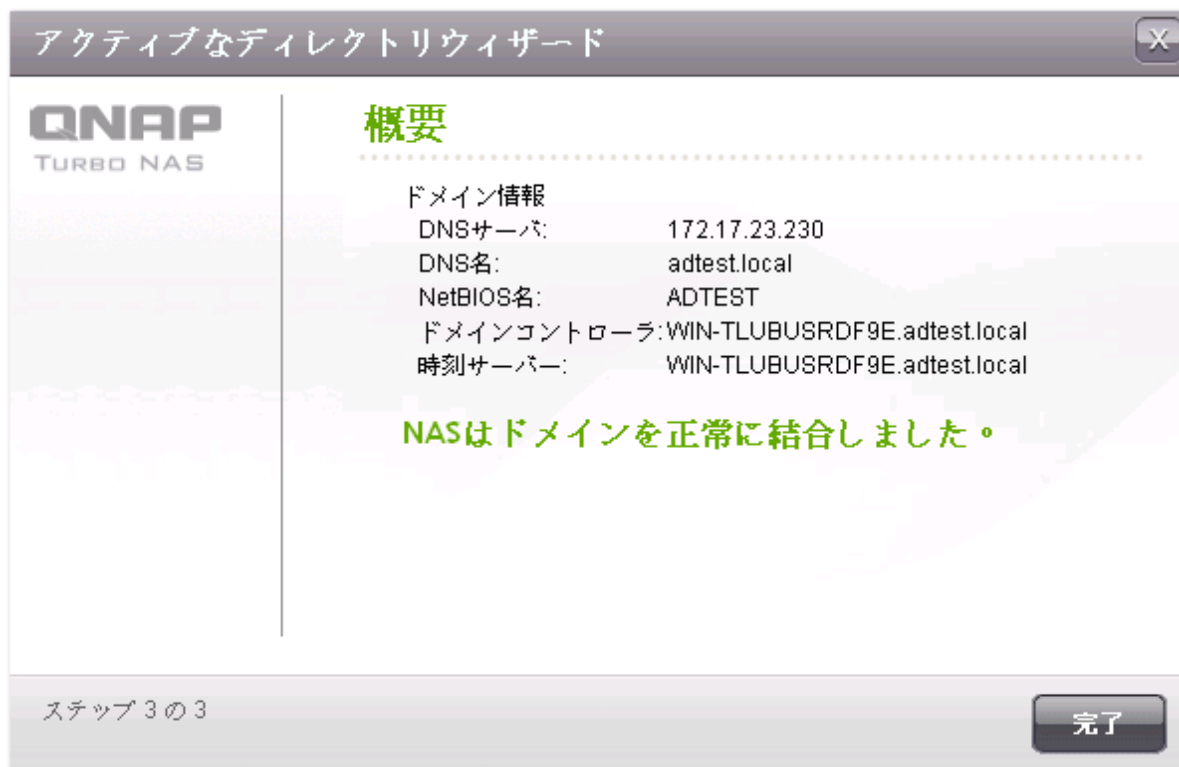 アクティブなディレクトリウィザード
X
QNAP
TURBO NAS
概要
ドメイン情報
DNSサーバ: 172.17.23.230
DNS名: adtest.local
NetBIOS名: ADTEST
ドメインコントローラ:WIN-TLUBUSRDF9E.adtest.local
時刻サーバー: WIN-TLUBUSRDF9E.adtest.local
NASはドメインを正常に結合しました。
ステップ 3 の 3
完了